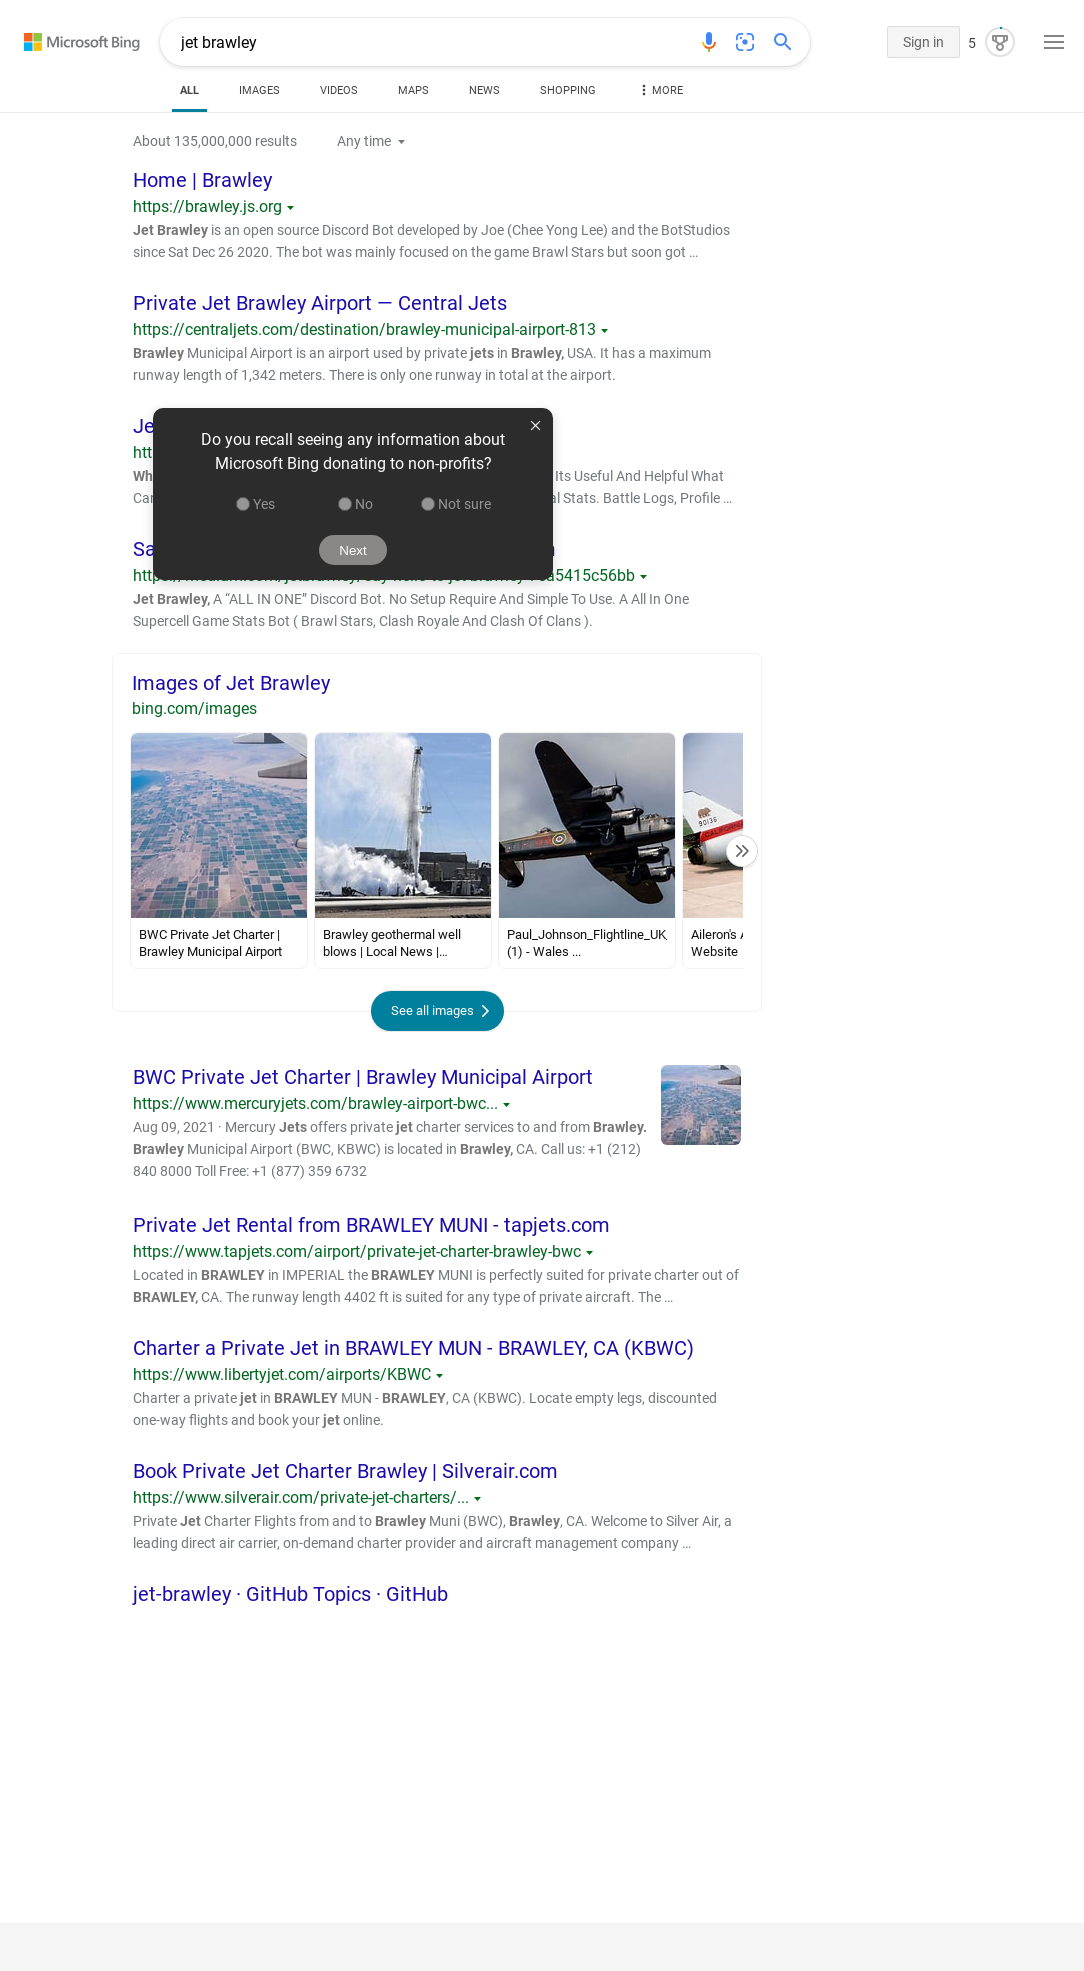 Microsoft Bing
jet brawley
Sign in
5
ALL
IMAGES
VIDEOS
MAPS
NEWS
SHOPPING
MORE
About 135,000,000 results
Any time
Home | Brawley
https://brawley.js.org
Jet Brawley is an open source Discord Bot developed by Joe (Chee Yong Lee) and the BotStudios
since Sat Dec 26 2020. The bot was mainly focused on the game Brawl Stars but soon got ...
Private Jet Brawley Airport — Central Jets
https://centraljets.com/destination/brawley-municipal-airport-813
Brawley Municipal Airport is an airport used by private jets in Brawley, USA. It has a maximum
runway length of 1,342 meters. There is only one runway in total at the airport.
Do you recall seeing any information about
Microsoft Bing donating to non-profits?
Yes
No
Not sure
Next
Its Useful And Helpful What
Stats. Battle Logs, Profile ...
5415c56bb
Jet Brawley, A “ALL IN ONE” Discord Bot. No Setup Require And Simple To Use. A All In One
Supercell Game Stats Bot ( Brawl Stars, Clash Royale And Clash Of Clans ).
Images of Jet Brawley
bing.com/images
90136
CALIFORNI
BWC Private Jet Charter |
Brawley Municipal Airport
Brawley geothermal well
blows | Local News |...
Paul_Johnson_Flightline_UK
(1) - Wales ...
Aileron's
Website
See all images
BWC Private Jet Charter | Brawley Municipal Airport
https://www.mercuryjets.com/brawley-airport-bwc...
Aug 09, 2021 · Mercury Jets offers private jet charter services to and from Brawley.
Brawley Municipal Airport (BWC, KBWC) is located in Brawley, CA. Call us: +1 (212)
840 8000 Toll Free: +1 (877) 359 6732
Private Jet Rental from BRAWLEY MUNI - tapjets.com
https://www.tapjets.com/airport/private-jet-charter-brawley-bwc
Located in BRAWLEY in IMPERIAL the BRAWLEY MUNI is perfectly suited for private charter out of
BRAWLEY, CA. The runway length 4402 ft is suited for any type of private aircraft. The ...
Charter a Private Jet in BRAWLEY MUN - BRAWLEY, CA (KBWC)
https://www.libertyjet.com/airports/KBWC
Charter a private jet in BRAWLEY MUN - BRAWLEY, CA (KBWC). Locate empty legs, discounted
one-way flights and book your jet online.
Book Private Jet Charter Brawley | Silverair.com
https://www.silverair.com/private-jet-charters/...
Private Jet Charter Flights from and to Brawley Muni (BWC), Brawley, CA. Welcome to Silver Air, a
leading direct air carrier, on-demand charter provider and aircraft management company ...
jet-brawley · GitHub Topics · GitHub